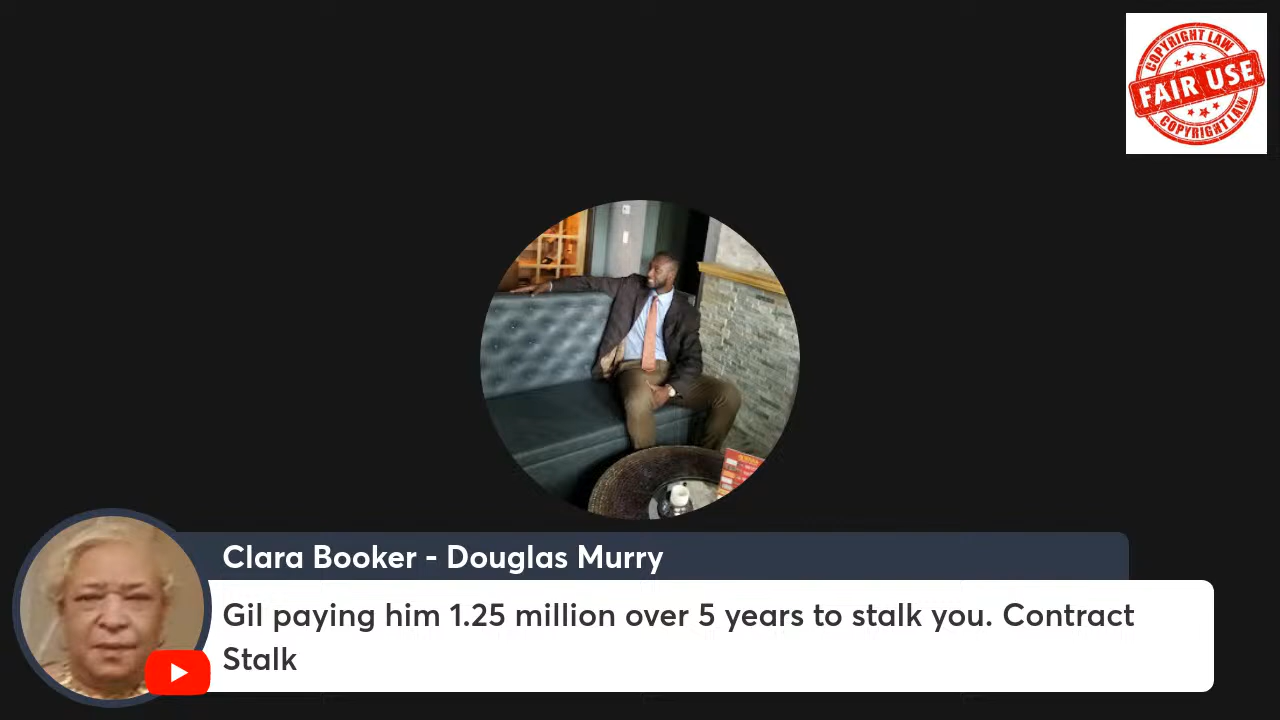 COPYRIGHT LAW
FAIR USE
COPYRIGHT LAW
Clara Booker - Douglas Murry
Gil paying him 1.25 million over 5 years to stalk you. Contract
Stalk